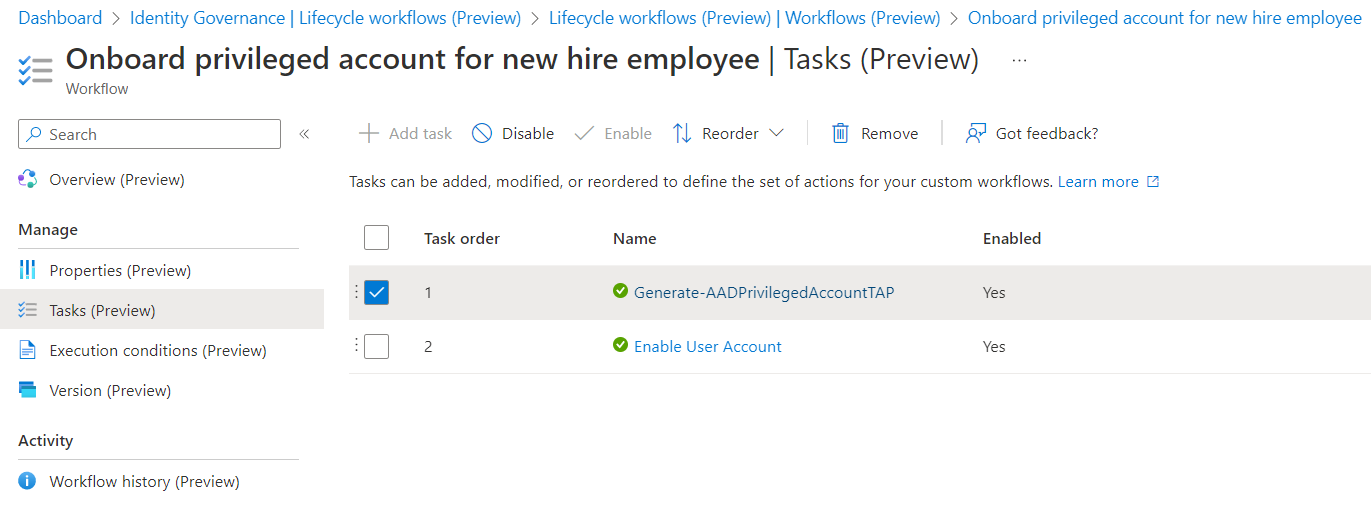 Dashboard > Identity Governance | Lifecycle workflows (Preview) > Lifecycle workflows (Preview) | Workflows (Preview) > Onboard privileged account for new hire employee
Onboard privileged account for new hire employee | Tasks (Preview) ...
Workflow
Search «
Add task Disable Enable Reorder Remove Got feedback?
Overview (Preview)
Tasks can be added, modified, or reordered to define the set of actions for your custom workflows. Learn more
Manage
Properties (Preview)
Tasks (Preview)
Execution conditions (Preview)
Version (Preview)
Activity
Workflow history (Preview)
Task order Name Enabled
1 Generate-AADPrivilegedAccountTAP Yes
2 Enable User Account Yes